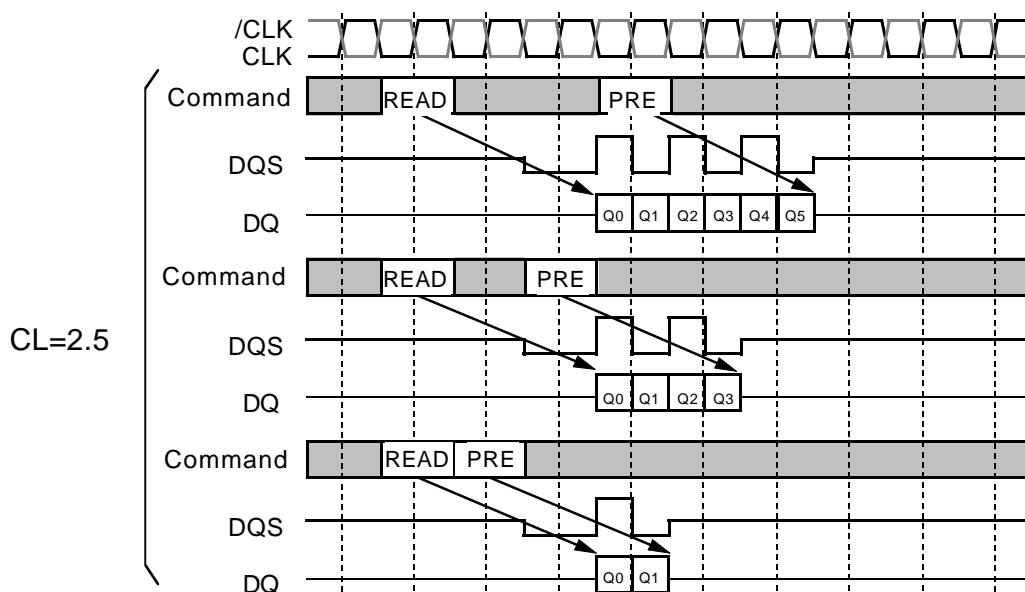 /CLK
CLK
Command READ PRE
DQS
DQ Q0 Q1 Q2 Q3 Q4 Q5
Command READ PRE
CL=2.5
DQS
DQ Q0 Q1 Q2 Q3
Command READ PRE
DQS
DQ Q0 Q1